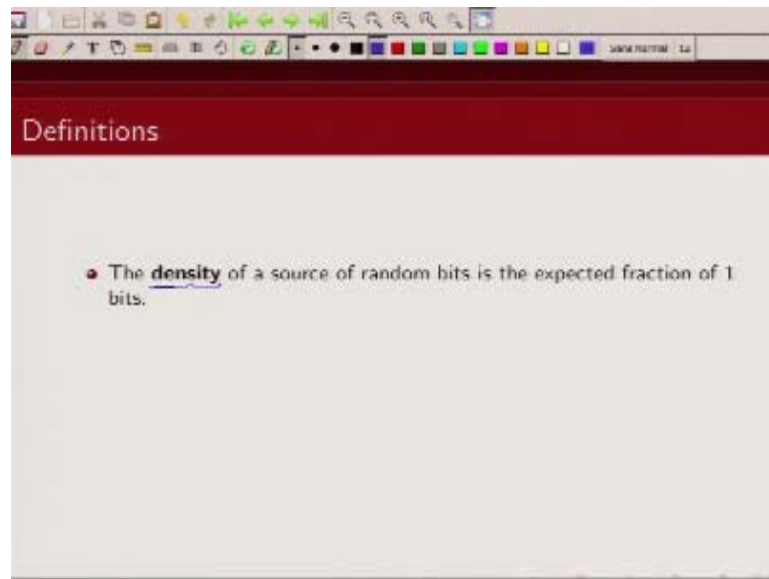 T
Definitions
The density of a source of random bits is the expected fraction of 1
bits.